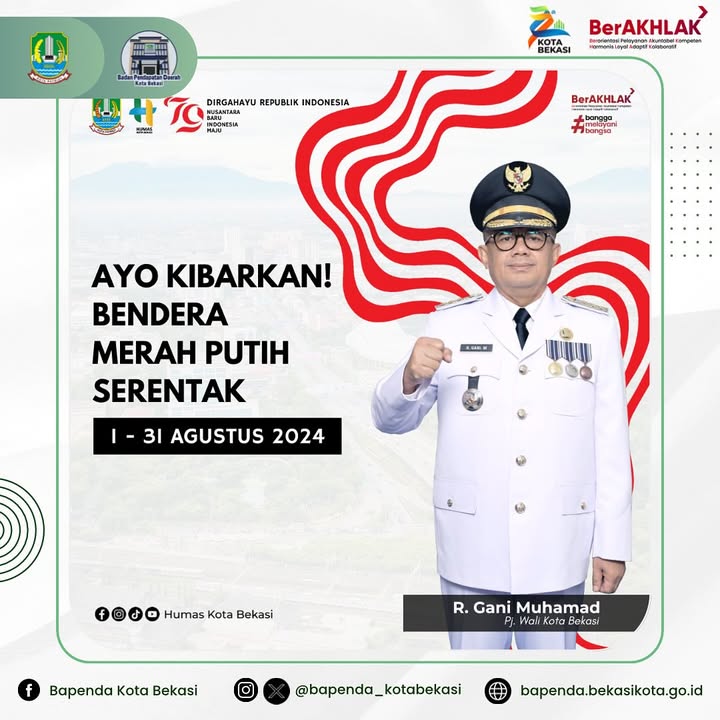 Badan Pendapatan Daerah
Kota Bekasi
KOTA
BEKASI
BerAKHLAK
Berorientasi Pelayanan Akuntabel Kompeten
Harmonis Loyal Adaptif Kolaboratif
HUMAS
79
DIRGAHAYU REPUBLIK INDONESIA
NUSANTARA
BARU
INDONESIA
MAJU
BerAKHLAK
#bangga
melayani
bangsa
AYO KIBARKAN!
BENDERA
MERAH PUTIH
SERENTAK
1 - 31 AGUSTUS 2024
R. GANI M
Humas Kota Bekasi
R. Gani Muhamad
Pj. Wali Kota Bekasi
Bapenda Kota Bekasi
@bapenda_kotabekasi
bapenda.bekasikota.go.id